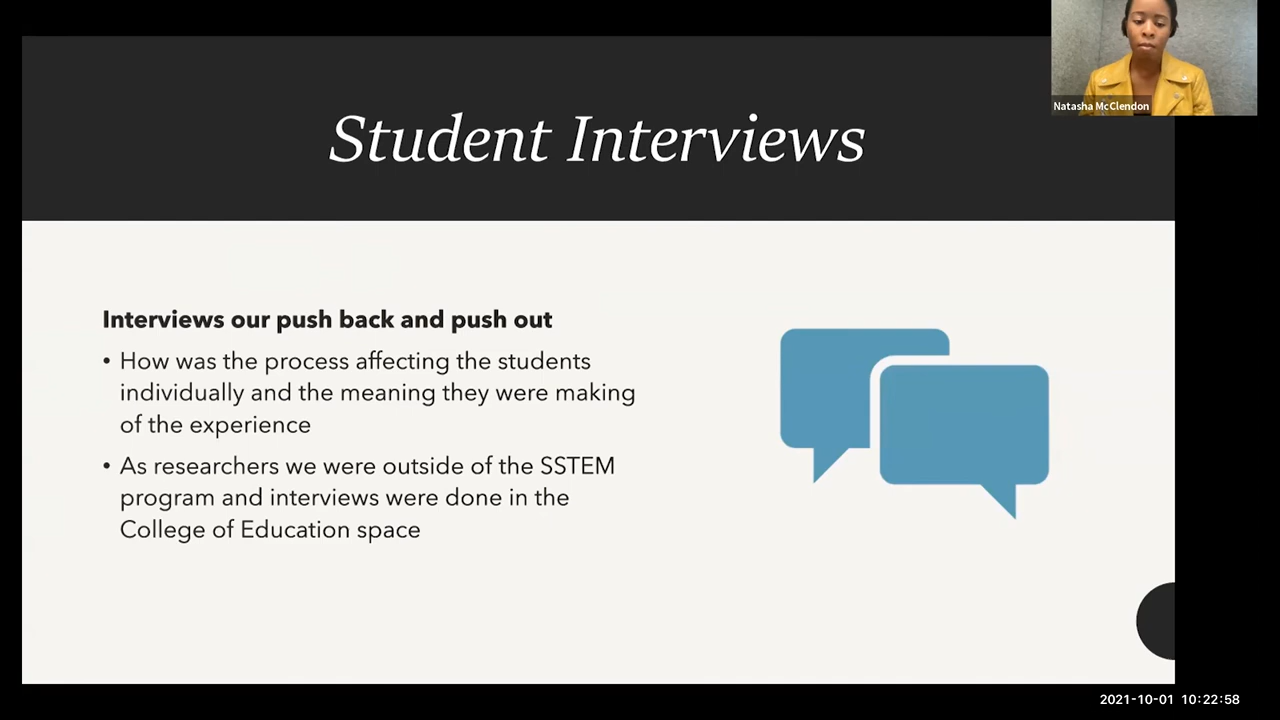 Natasha McClendon
Student Interviews
Interviews our push back and push out
• How was the process affecting the students
individually and the meaning they were making
of the experience
• As researchers we were outside of the SSTEM
program and interviews were done in the
College of Education space
2021-10-01 10:22:58